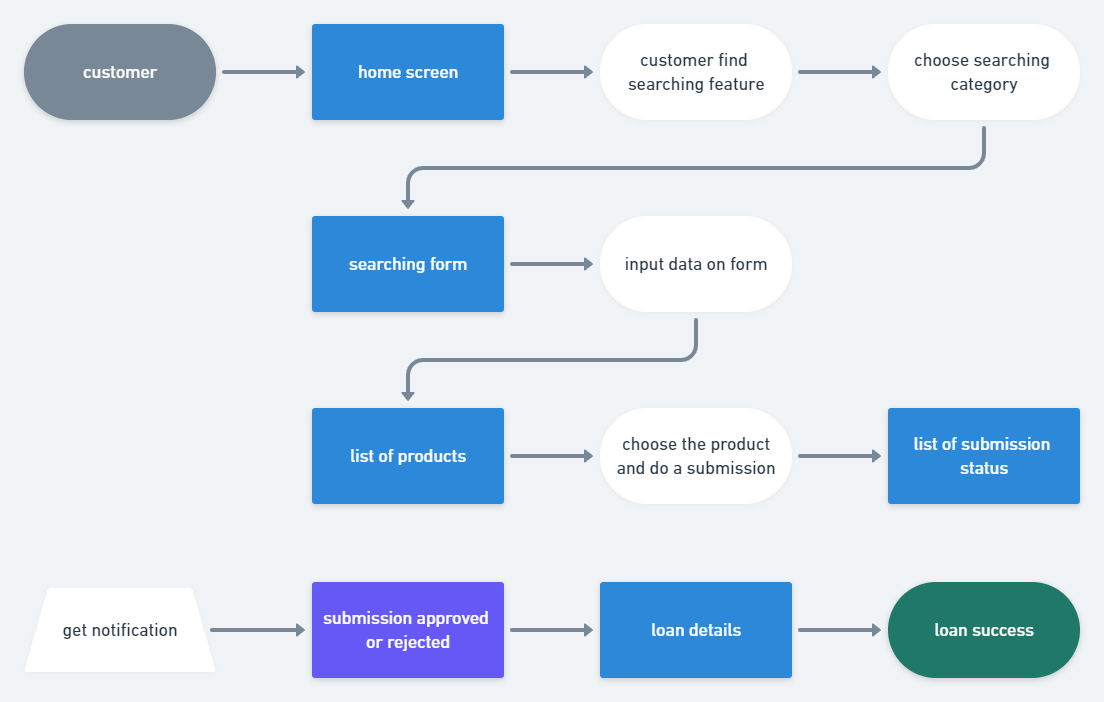 customer
home screen
customer find
searching feature
choose searching
category
searching form
input data on form
list of products
choose the product
and do a submission
list of submission
status
get notification
submission approved
or rejected
loan details
loan success